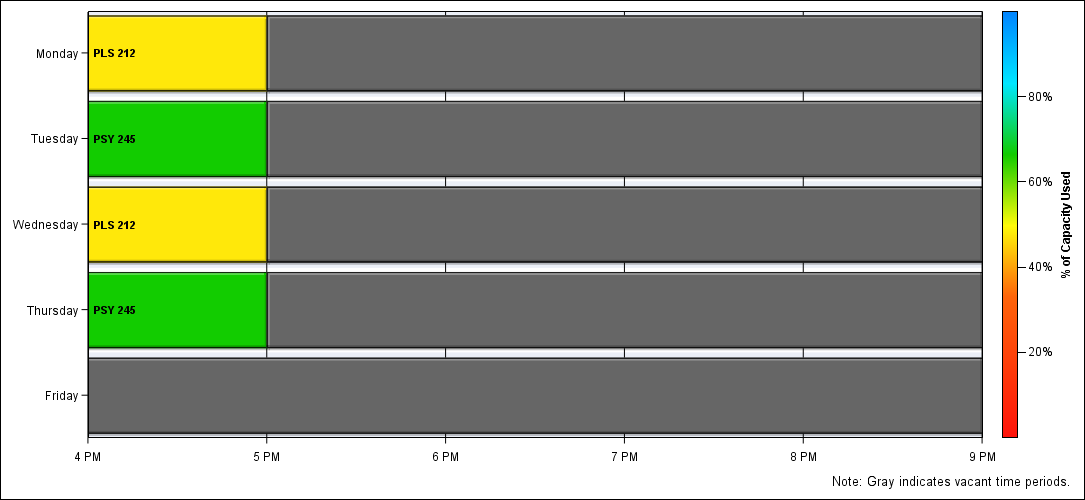 Monday
PLS 212
Tuesday
PSY 245
Wednesday
PLS 212
Thursday
PSY 245
Friday
4 PM 5 PM 6 PM 7 PM 8 PM 9 PM
80%
60%
40%
20%
% of Capacity Used
Note: Gray indicates vacant time periods.